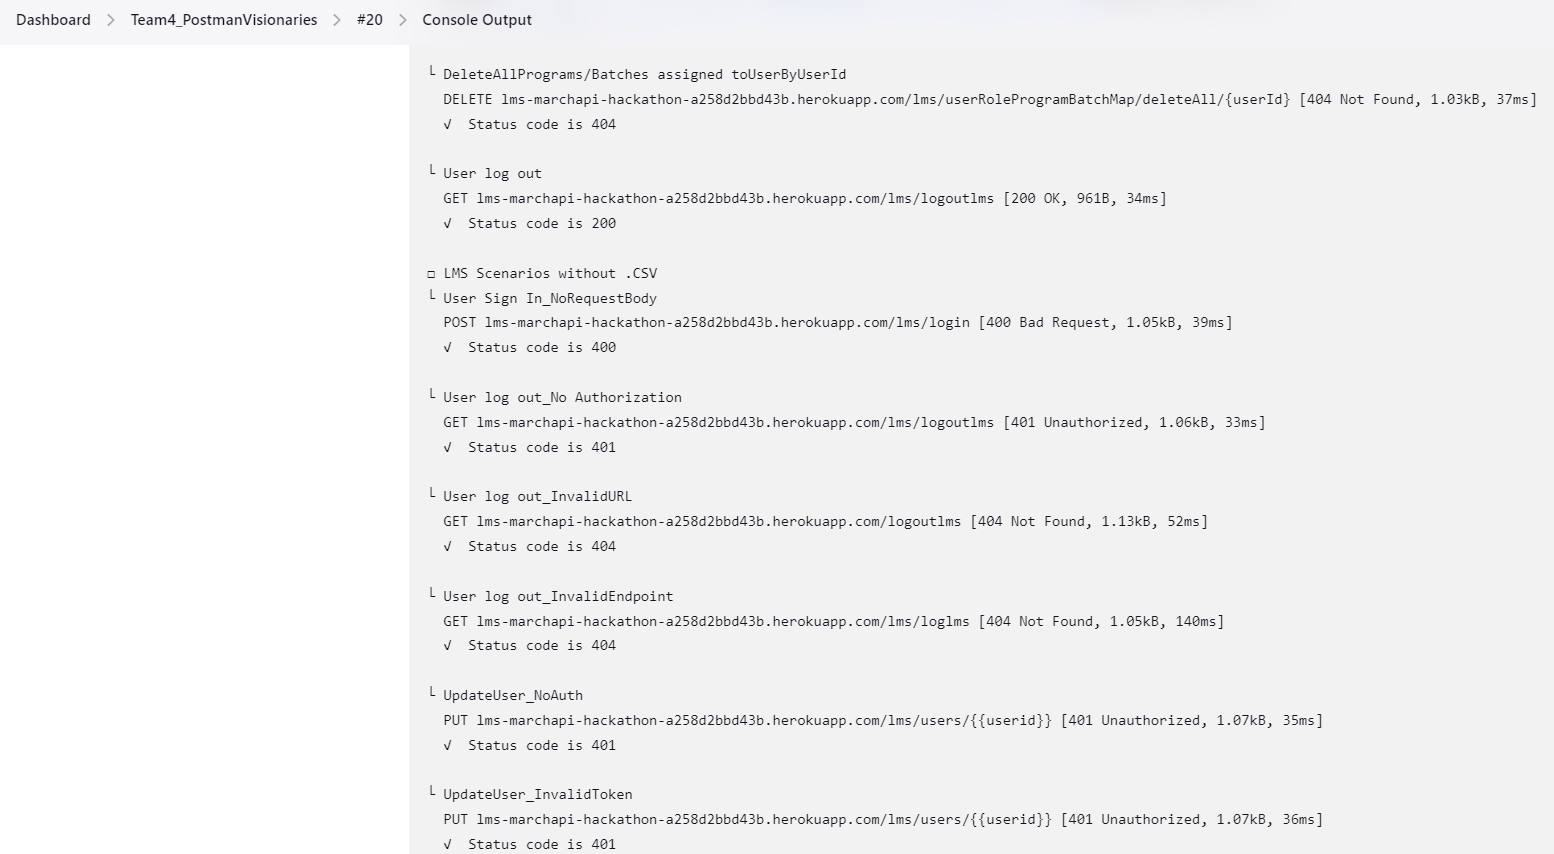 Dashboard > Team4_PostmanVisionaries > #20 > Console Output
└ DeleteAllPrograms/Batches assigned toUserByUserId
DELETE lms-marchapi-hackathon-a258d2bbd43b.herokuapp.com/lms/userRoleProgramBatchMap/deleteAll/{userId} [404 Not Found, 1.03kB, 37ms]
√ Status code is 404
└ User log out
GET lms-marchapi-hackathon-a258d2bbd43b.herokuapp.com/lms/logoutlms [200 OK, 961B, 34ms]
√ Status code is 200
□ LMS Scenarios without .CSV
└ User Sign In_NoRequestBody
POST lms-marchapi-hackathon-a258d2bbd43b.herokuapp.com/lms/login [400 Bad Request, 1.05kB, 39ms]
√ Status code is 400
└ User log out_No Authorization
GET lms-marchapi-hackathon-a258d2bbd43b.herokuapp.com/lms/logoutlms [401 Unauthorized, 1.06kB, 33ms]
√ Status code is 401
└ User log out_InvalidURL
GET lms-marchapi-hackathon-a258d2bbd43b.herokuapp.com/logoutlms [404 Not Found, 1.13kB, 52ms]
√ Status code is 404
└ User log out_InvalidEndpoint
GET lms-marchapi-hackathon-a258d2bbd43b.herokuapp.com/lms/loglms [404 Not Found, 1.05kB, 140ms]
√ Status code is 404
└ UpdateUser_NoAuth
PUT lms-marchapi-hackathon-a258d2bbd43b.herokuapp.com/lms/users/{{userid}} [401 Unauthorized, 1.07kB, 35ms]
√ Status code is 401
└ UpdateUser_InvalidToken
PUT lms-marchapi-hackathon-a258d2bbd43b.herokuapp.com/lms/users/{{userid}} [401 Unauthorized, 1.07kB, 36ms]
√ Status code is 401